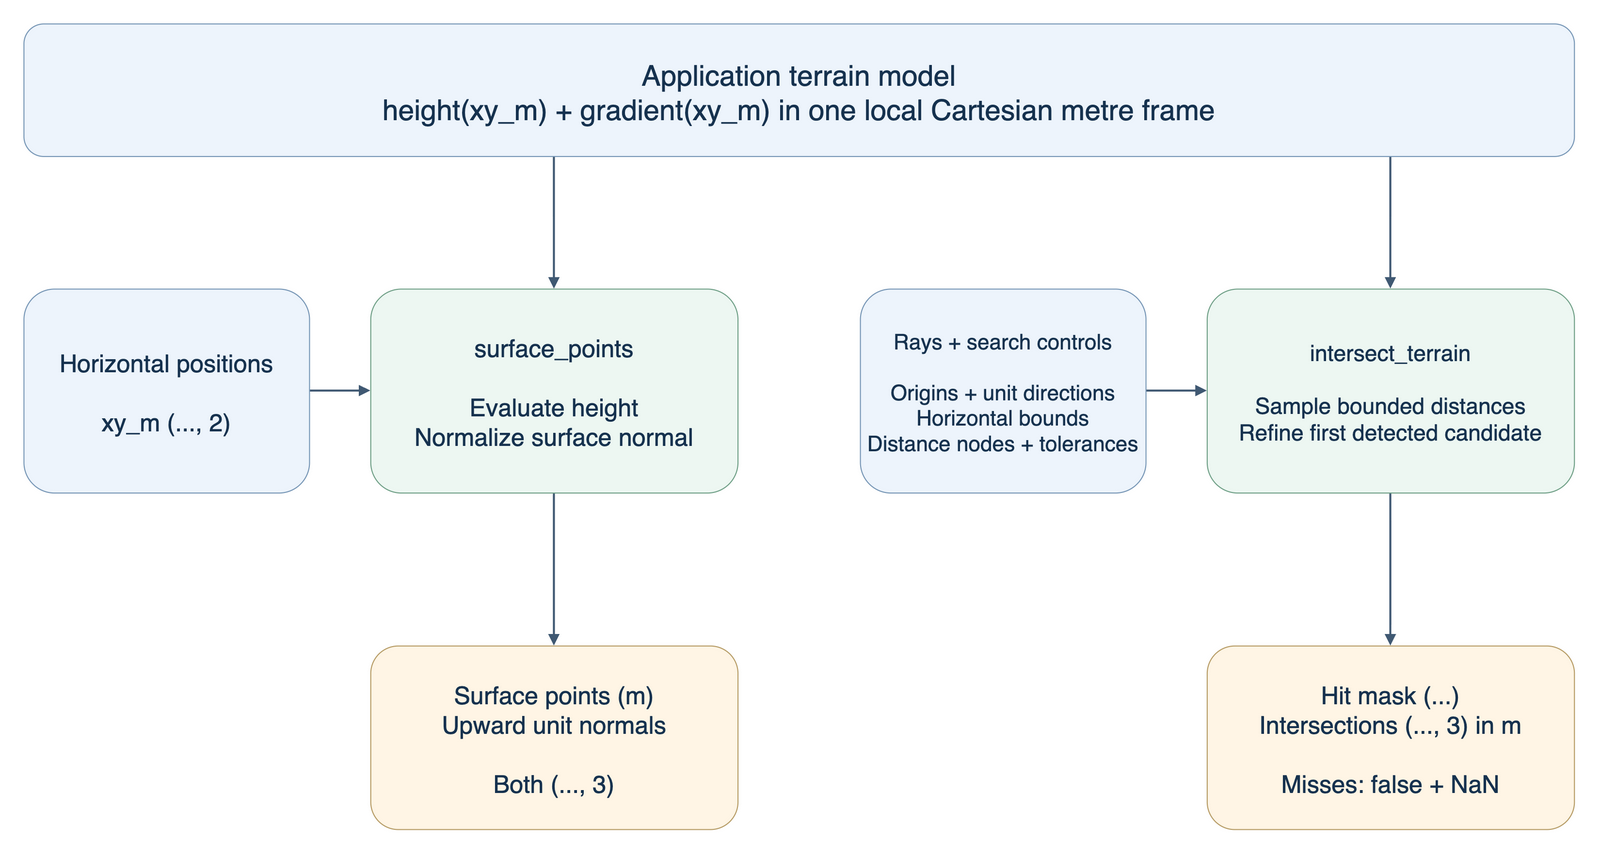 Application terrain model
height(xy_m) + gradient(xy_m) in one local Cartesian metre frame
Horizontal positions
xy_m (..., 2)
surface_points
Evaluate height
Normalize surface normal
Rays + search controls
Origins + unit directions
Horizontal bounds
Distance nodes + tolerances
intersect_terrain
Sample bounded distances
Refine first detected candidate
Surface points (m)
Upward unit normals
Both (..., 3)
Hit mask (...)
Intersections (..., 3) in m
Misses: false + NaN